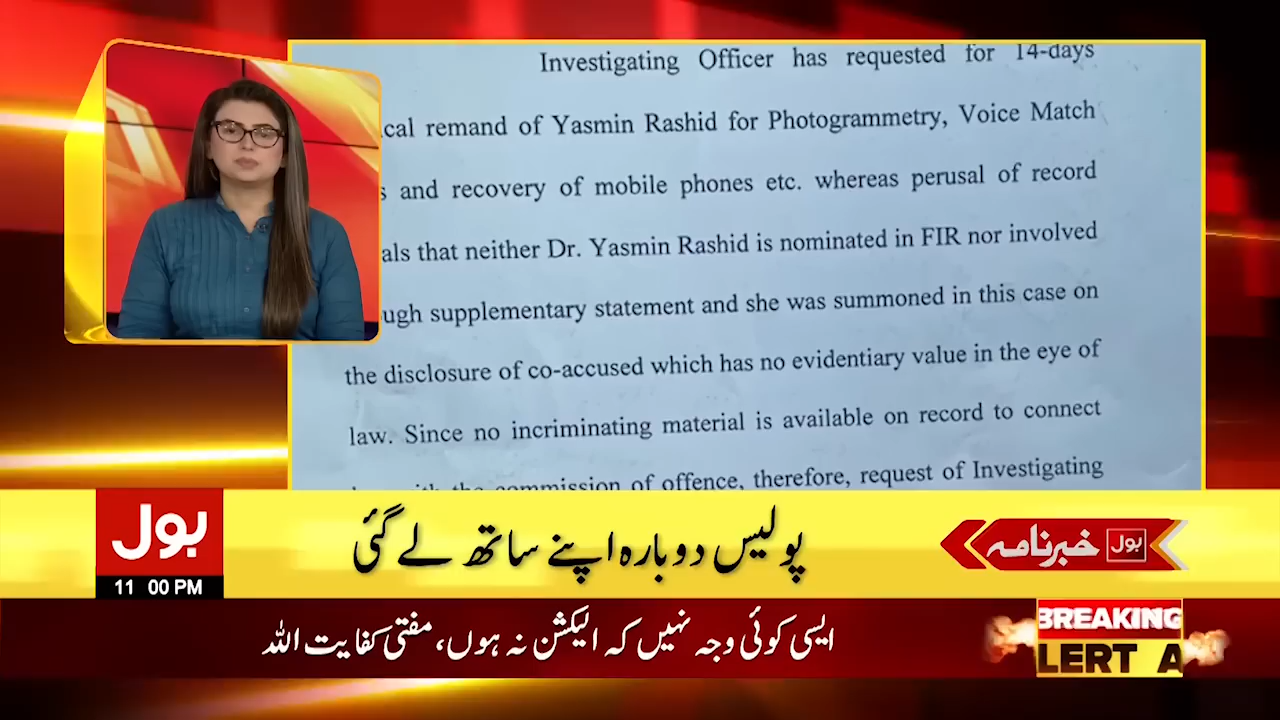 Investigating Officer has requested for 14-days
cal remand of Yasmin Rashid for Photogrammetry, Voice Match
s and recovery of mobile phones etc. whereas perusal of record
als that neither Dr. Yasmin Rashid is nominated in FIR nor involved
ugh supplementary statement and she was summoned in this case on
the disclosure of co-accused which has no evidentiary value in the eye of
law. Since no incriminating material is available on record to connect
the commission of offence, therefore, request of Investigating
بول
پولیس دوبارہ اپنے ساتھ لے گئی
بول خبرنامہ
11 00 PM
ایسی کوئی وجہ نہیں کہ الیکشن نہ ہوں، مفتی کفایت اللہ
BREAKING
LERT A